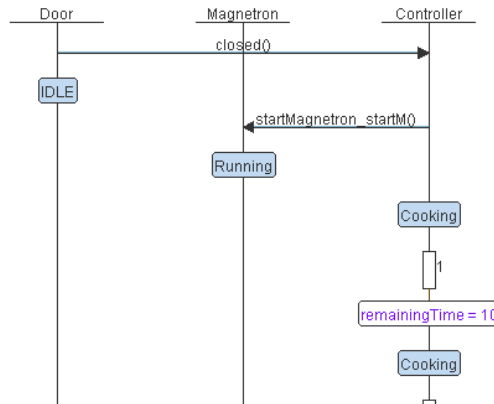 Door
Magnetron
Controller
closed()
IDLE
startMagnetron_startM()
Running
Cooking
1
remainingTime = 10
Cooking